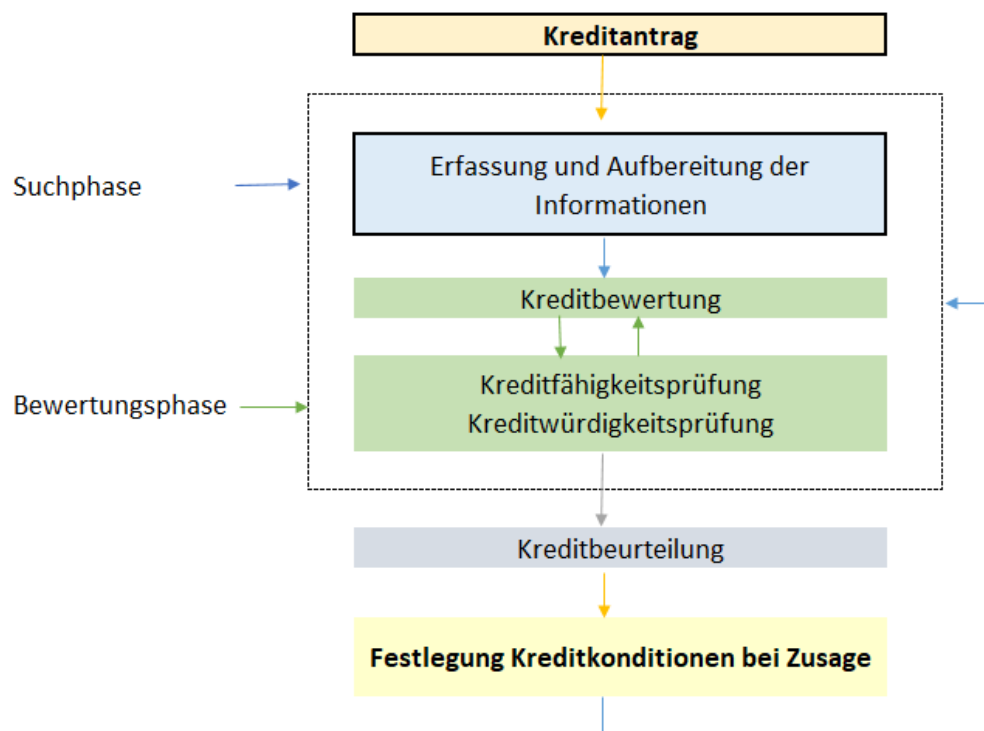 Kreditantrag
Erfassung und Aufbereitung der
Informationen
Suchphase
Kreditbewertung
Kreditfähigkeitsprüfung
Kreditwürdigkeitsprüfung
Bewertungsphase
Kreditbeurteilung
Festlegung Kreditkonditionen bei Zusage